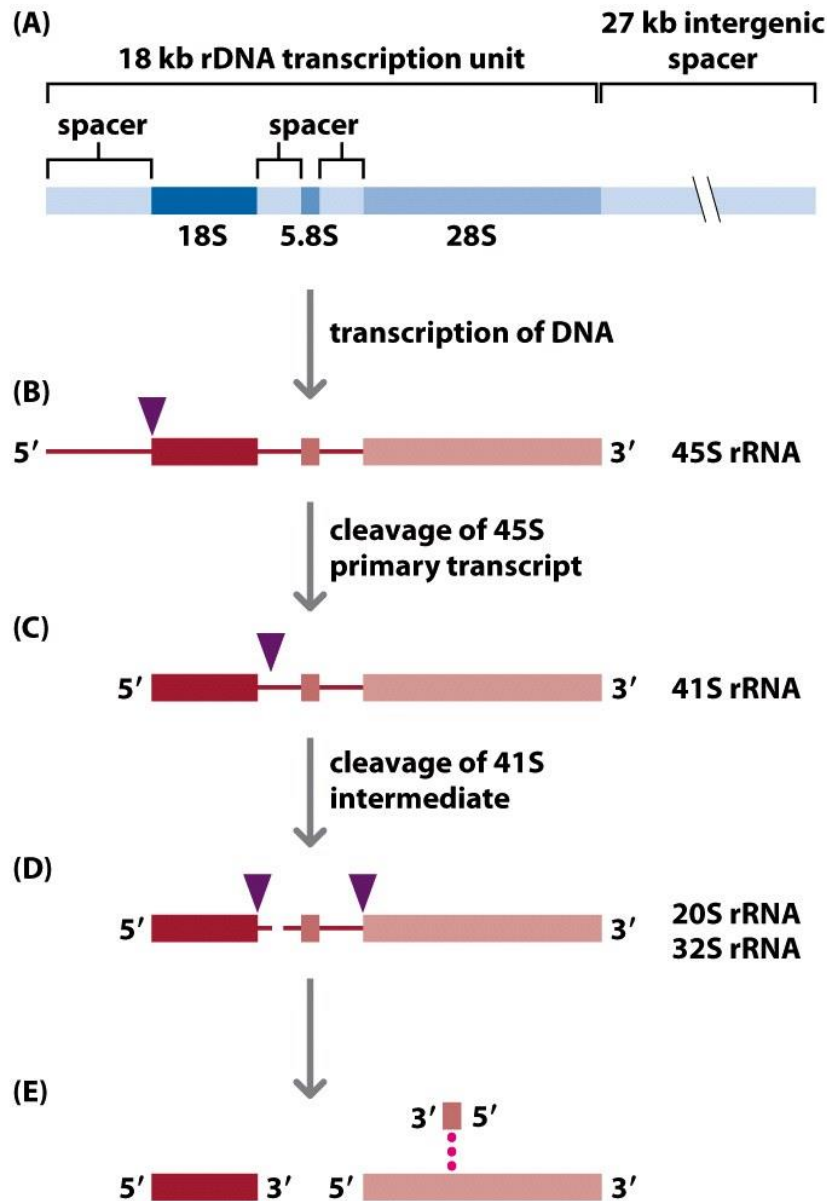 (A)
27 kb intergenic
spacer
18 kb rDNA transcription unit
spacer
spacer
18S
5.8S
28S
transcription of DNA
(B)
5′
3′
45S rRNA
cleavage of 45S
primary transcript
(C)
5′
3′
41S rRNA
cleavage of 41S
intermediate
(D)
5′
3′
20S rRNA
32S rRNA
(E)
3′
5′
5′
3′
5′
3′